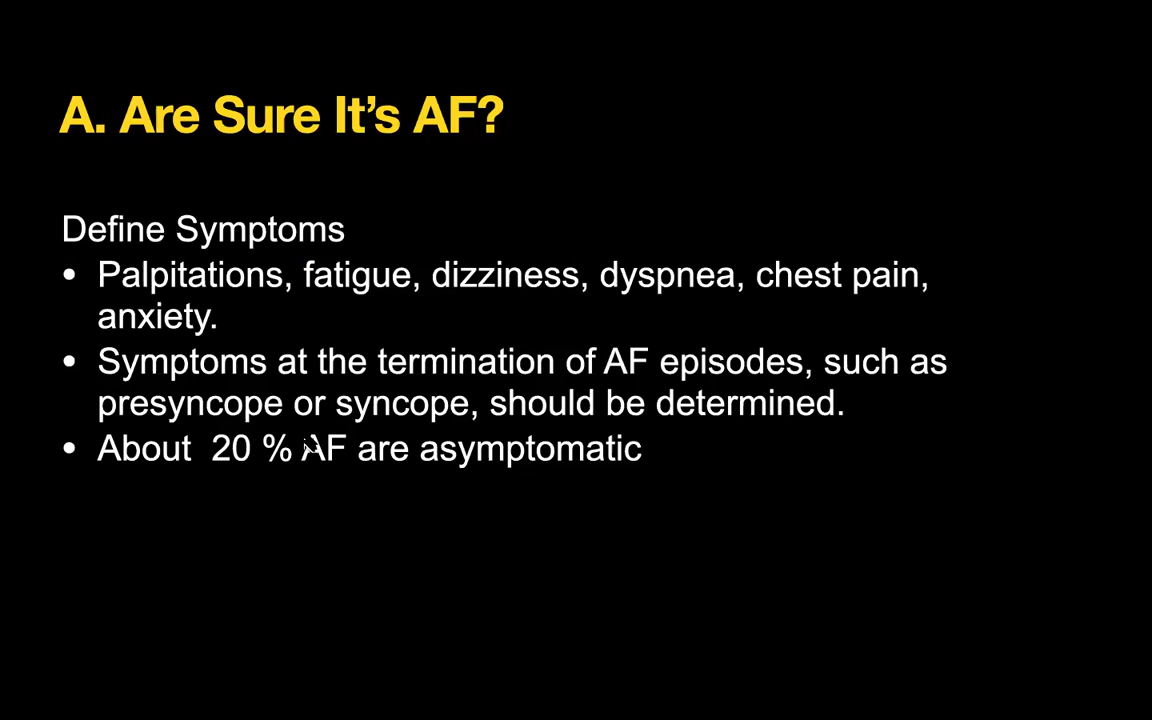 A. Are Sure It's AF?
Define Symptoms
• Palpitations, fatigue, dizziness, dyspnea, chest pain,
anxiety.
• Symptoms at the termination of AF episodes, such as
presyncope or syncope, should be determined.
• About  20 % AF are asymptomatic